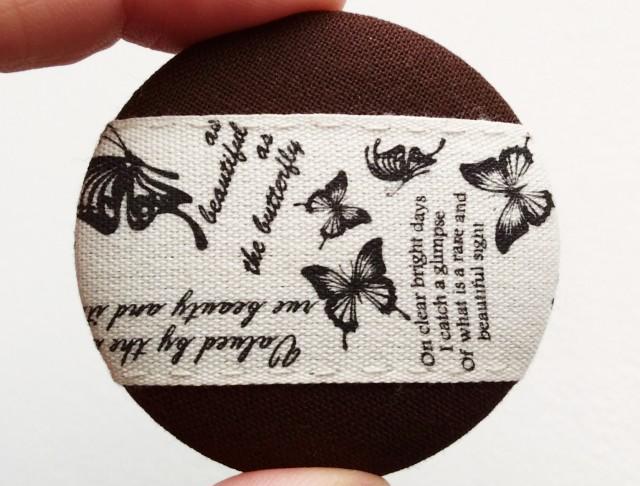 as
beautiful
as
the butterfly
On clear bright days
I catch a glimpse
Of what is a rare and
beautiful sight
Valued by the
rue beauty and